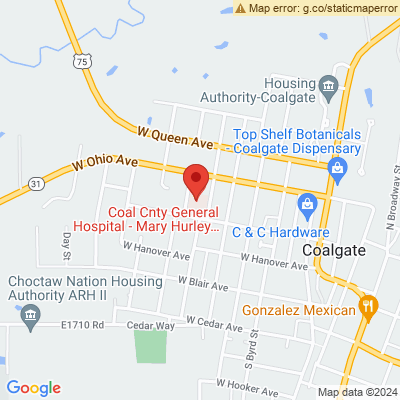 Map error: g.co/staticmaperror
75
Housing
Authority-Coalgate
W Queen Ave
Top Shelf Botanicals
- Coalgate Dispensary
W Ohio Ave
31
Coal Cnty General
Hospital - Mary Hurley...
C & C Hardware
N Broadway St
Day St
W Hanover Ave
W Hanover Ave
Coalgate
Choctaw Nation Housing
Authority ARH II
W Blair Ave
Gonzalez Mexican
E1710 Rd
Cedar Way
W Cedar Ave
S Byrd St
W Hooker Ave
Google
Map data ©2024